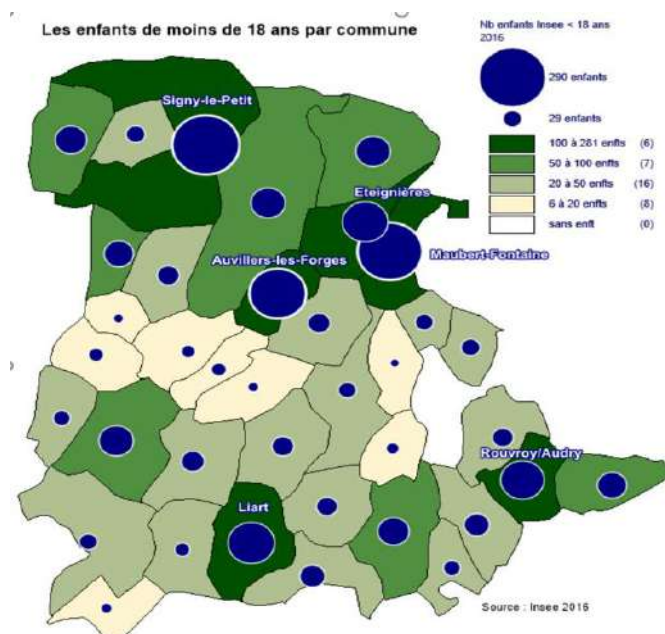 Les enfants de moins de 18 ans par commune
Nb enfants Insee < 18 ans
2016
290 enfants
29 enfants
100 à 281 enfts (6)
50 à 100 enfts (7)
20 à 50 enfts (16)
6 à 20 enfts (8)
sans enft (0)
Signy-le-Petit
Eteignières
Maubert-Fontaine
Auvillers-les-Forges
Rouvroy/Audry
Liart
Source : Insee 2016